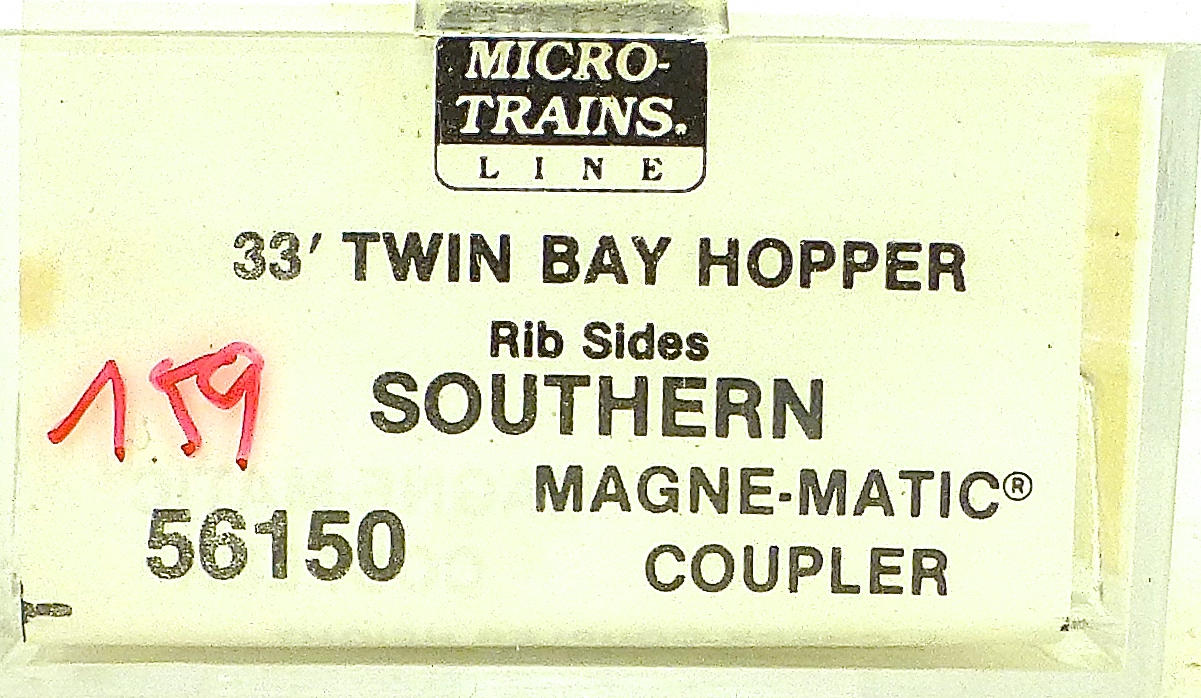 MICRO-
TRAINS®
LINE
33' TWIN BAY HOPPER
Rib Sides
159
SOUTHERN
MAGNE-MATIC®
56150
COUPLER